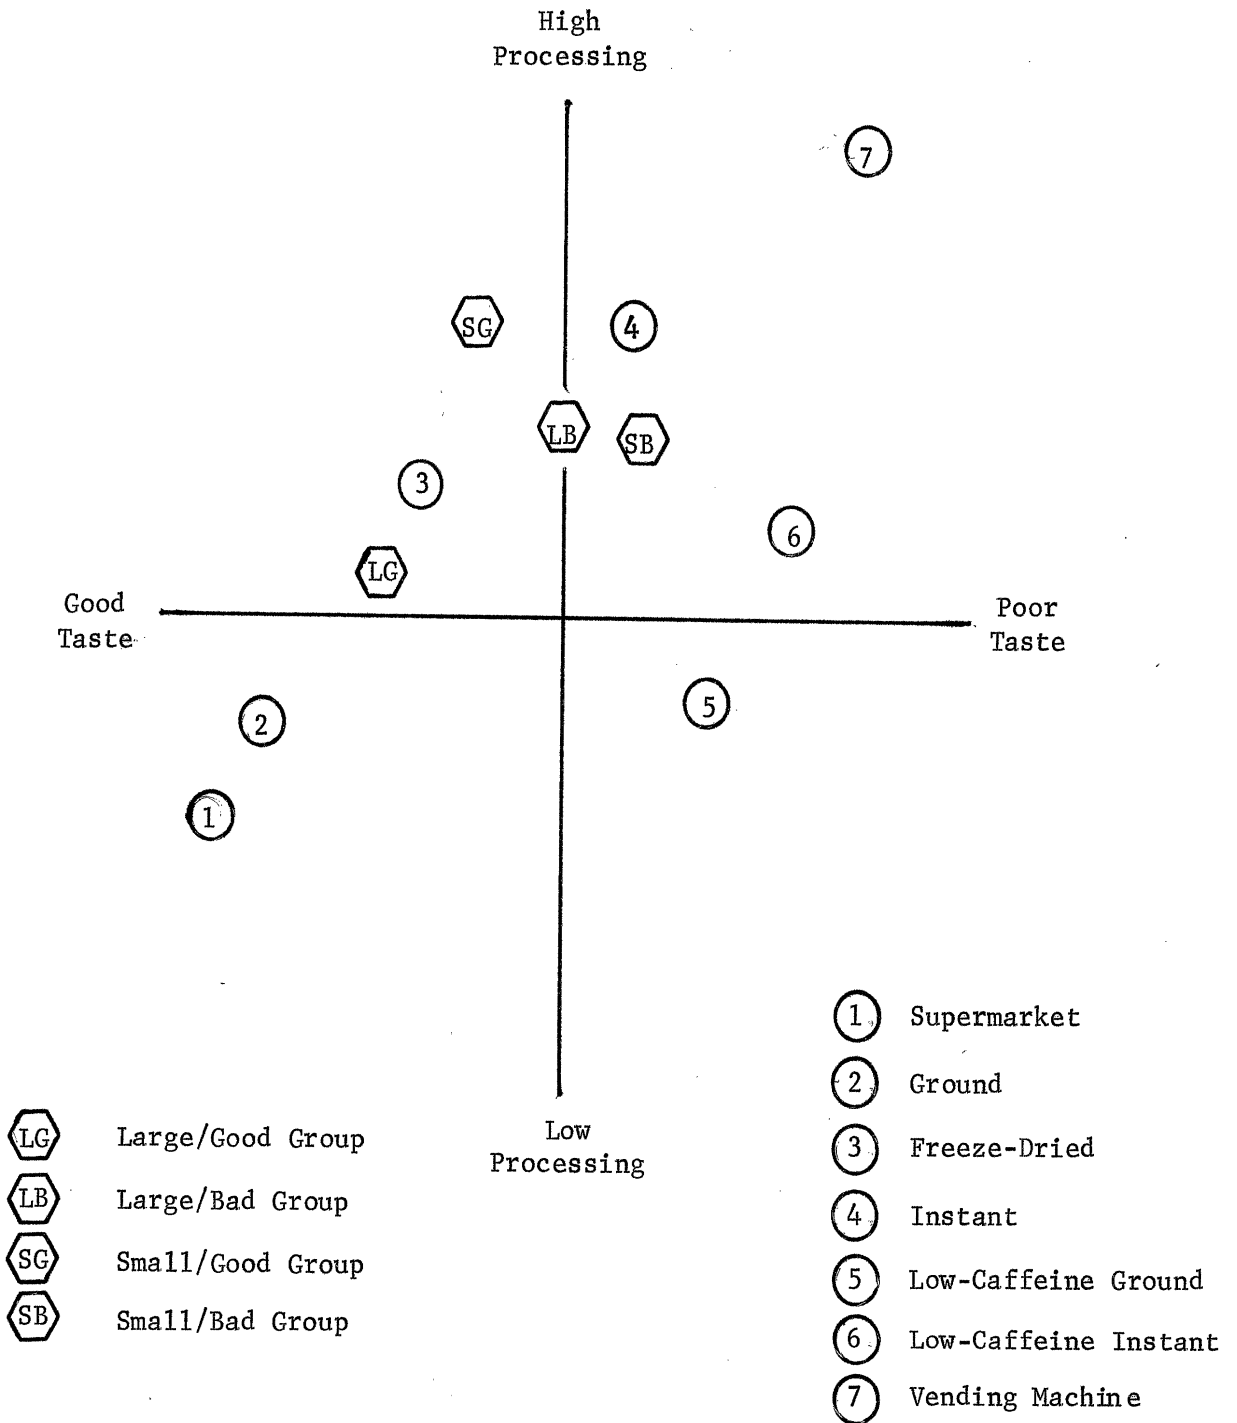 High
Processing
7
SG
4
LB
SB
3
6
LG
Good
Taste
Poor
Taste
5
2
1
Low
Processing
LG Large/Good Group
LB Large/Bad Group
SG Small/Good Group
SB Small/Bad Group
1 Supermarket
2 Ground
3 Freeze-Dried
4 Instant
5 Low-Caffeine Ground
6 Low-Caffeine Instant
7 Vending Machine